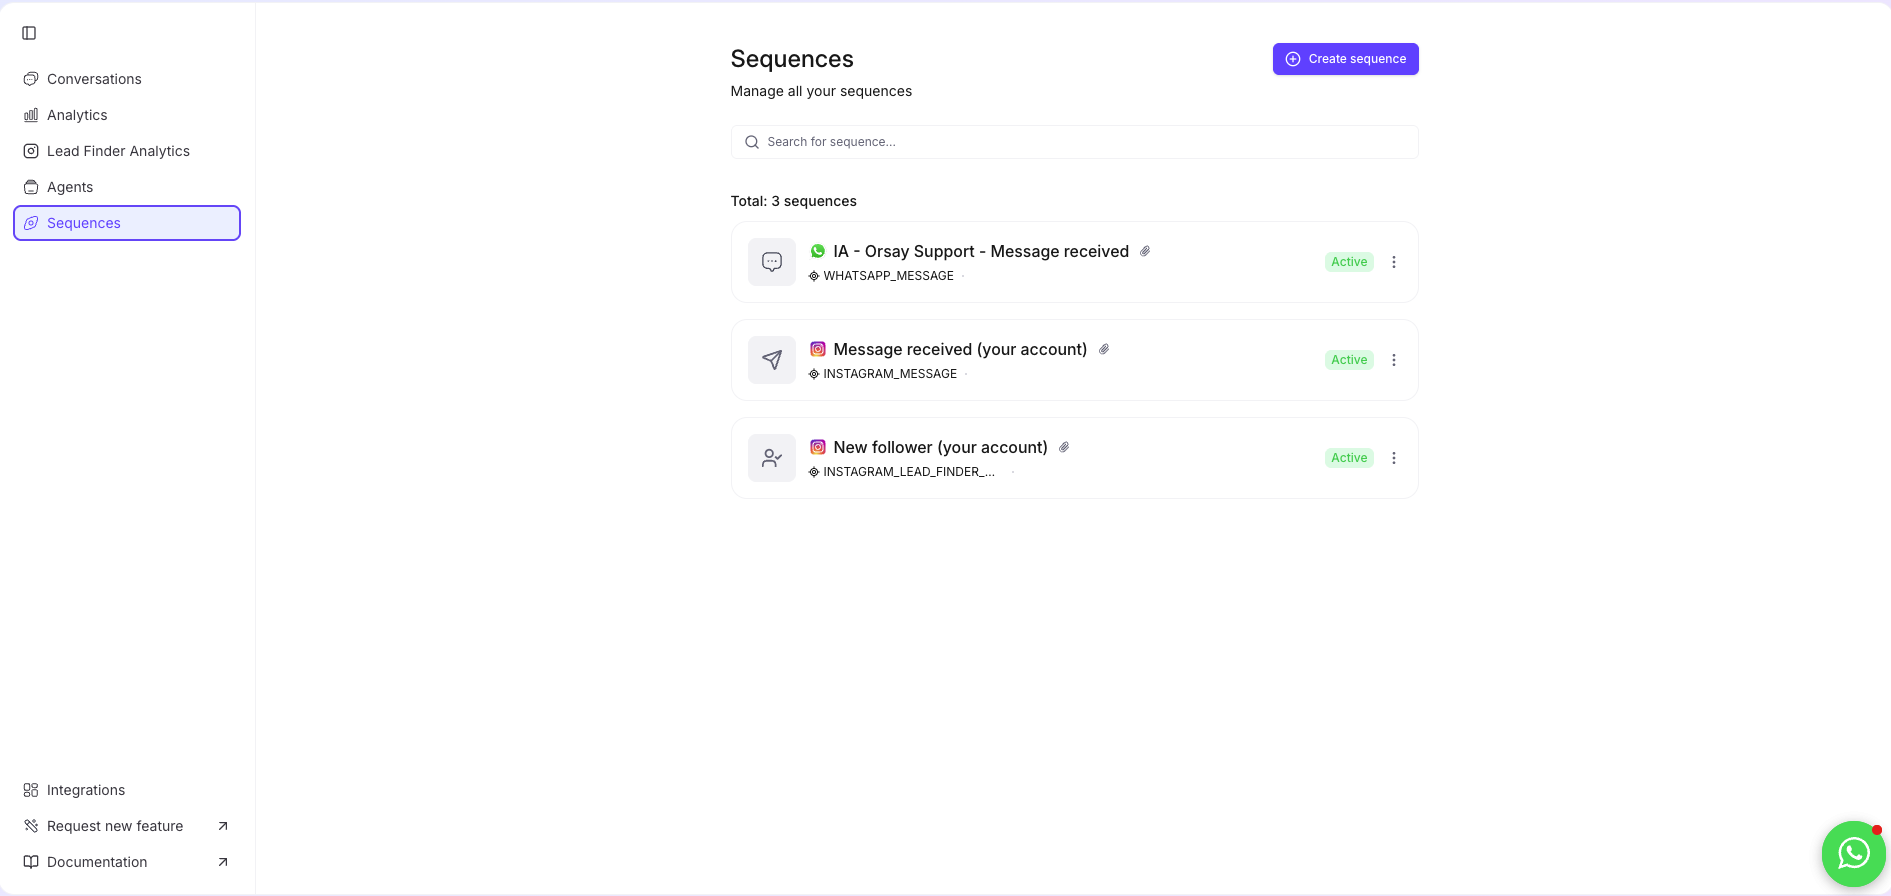 Conversations
Analytics
Lead Finder Analytics
Agents
Sequences
Integrations
Request new feature
Documentation
Sequences
Create sequence
Manage all your sequences
Search for sequence...
Total: 3 sequences
IA - Orsay Support - Message received
WHATSAPP_MESSAGE ·
Active
Message received (your account)
INSTAGRAM_MESSAGE ·
Active
New follower (your account)
INSTAGRAM_LEAD_FINDER_... ·
Active